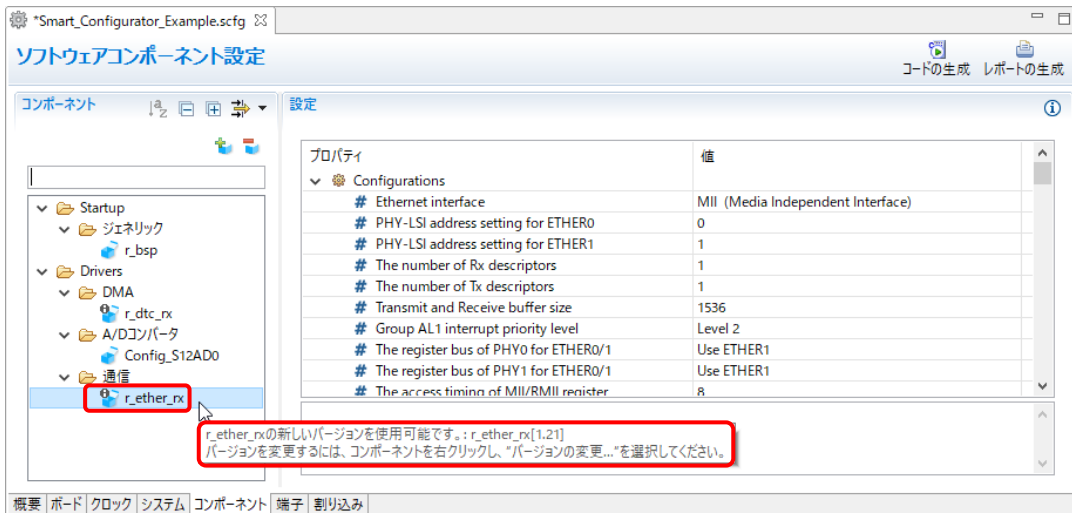 *Smart_Configurator_Example.scfg
ソフトウェアコンポーネント設定
コードの生成 レポートの生成
コンポーネント
設定
プロパティ 値
Configurations
Ethernet interface MII (Media Independent Interface)
PHY-LSI address setting for ETHER0 0
PHY-LSI address setting for ETHER1 1
The number of Rx descriptors 1
The number of Tx descriptors 1
Transmit and Receive buffer size 1536
Group AL1 interrupt priority level Level 2
The register bus of PHY0 for ETHER0/1 Use ETHER1
The register bus of PHY1 for ETHER0/1 Use ETHER1
The access timing of MII/RMII register 8
Startup
ジェネリック
r_bsp
Drivers
DMA
r_dtc_rx
A/Dコンバータ
Config_S12AD0
通信
r_ether_rx
r_ether_rxの新しいバージョンを使用可能です。: r_ether_rx[1.21]
バージョンを変更するには、コンポーネントを右クリックし、"バージョンの変更..."を選択してください。
概要 ボード クロック システム コンポーネント 端子 割り込み